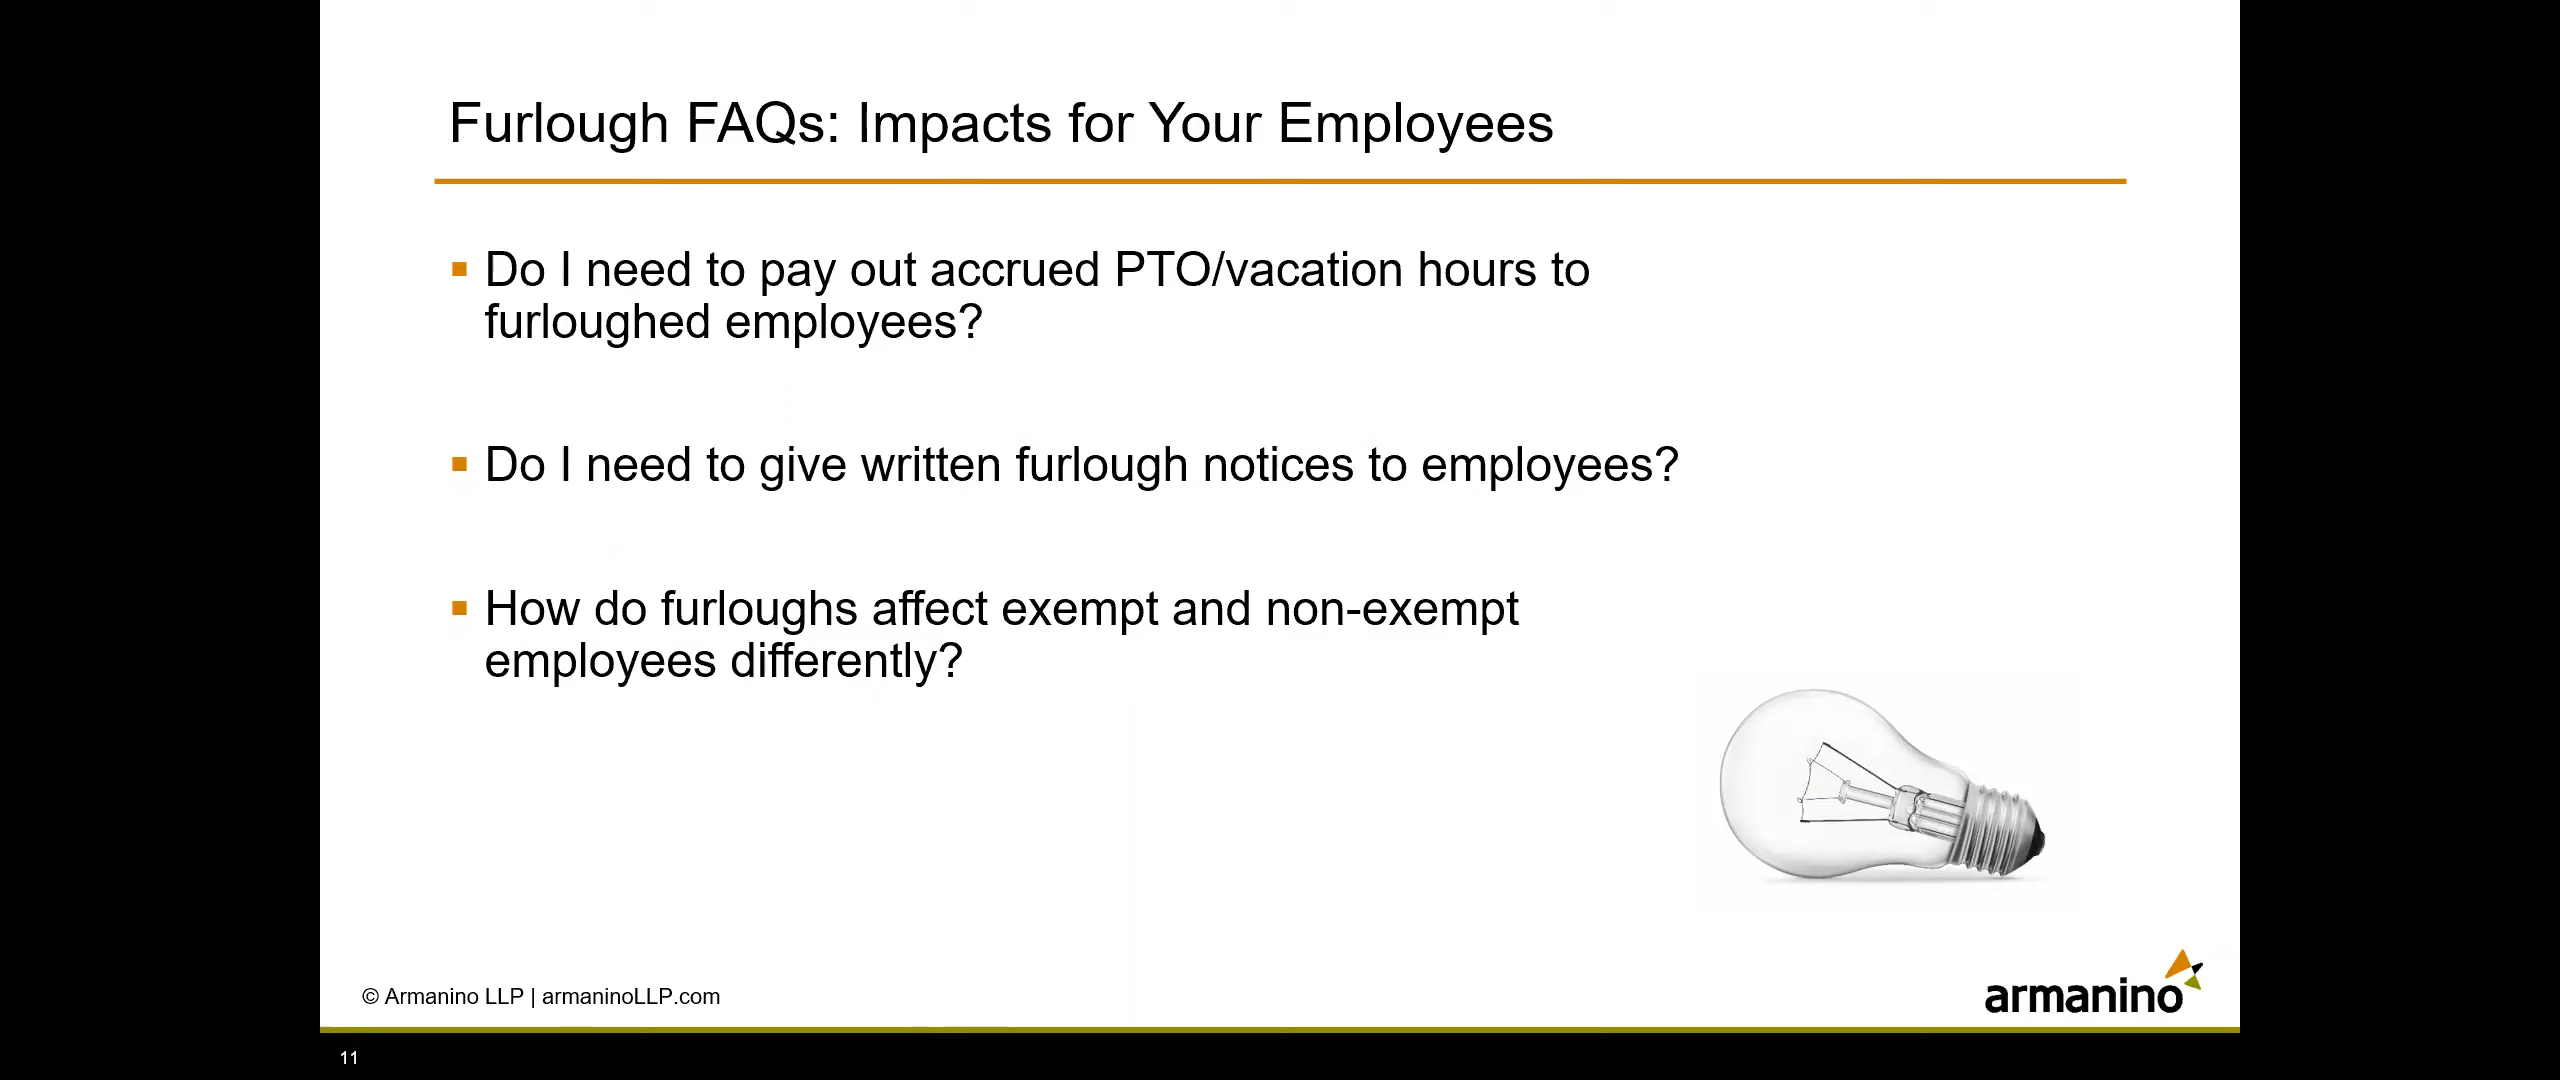 Furlough FAQs: Impacts for Your Employees
Do I need to pay out accrued PTO/vacation hours to
furloughed employees?
Do I need to give written furlough notices to employees?
How do furloughs affect exempt and non-exempt
employees differently?
© Armanino LLP | armaninoLLP.com
armanino
11